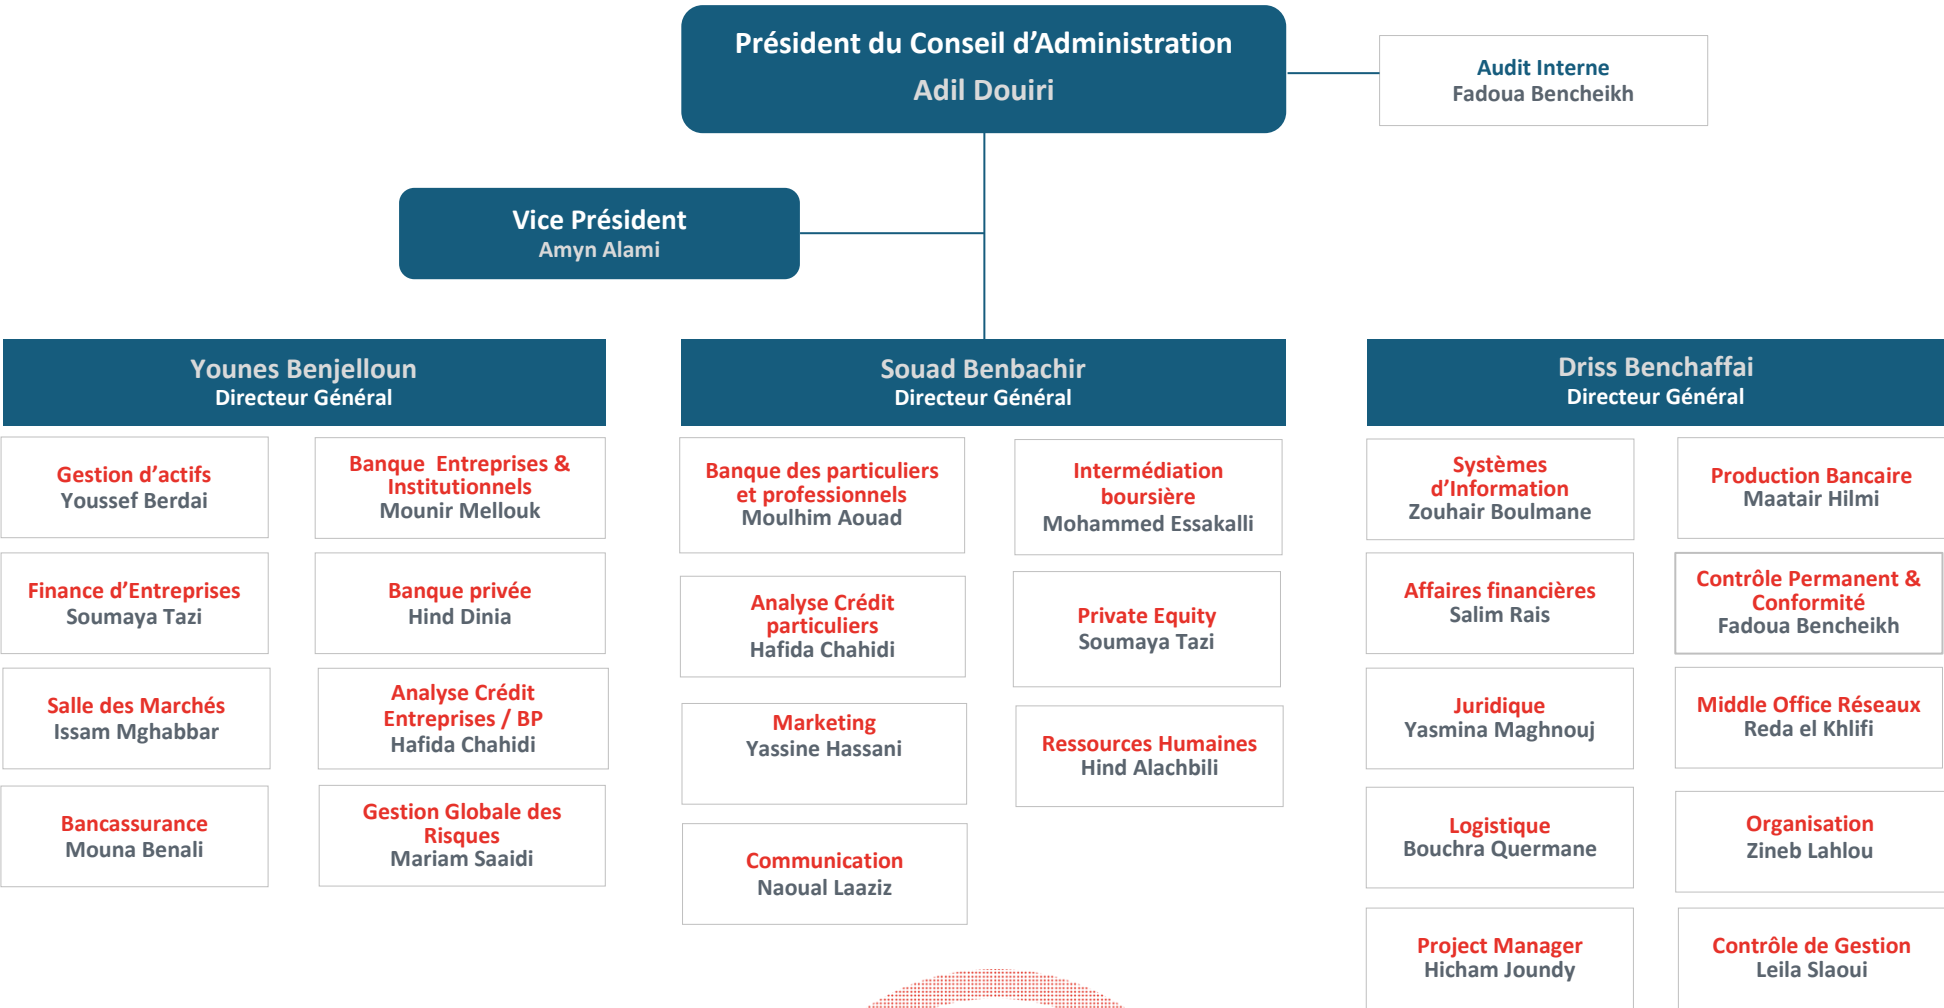 Président du Conseil d’Administration
Adil Douiri
Audit Interne
Fadoua Bencheikh
Vice Président
Amyn Alami
Younes Benjelloun
Directeur Général
Gestion d’actifs
Youssef Berdai
Banque Entreprises &
Institutionnels
Mounir Mellouk
Finance d’Entreprises
Soumaya Tazi
Banque privée
Hind Dinia
Salle des Marchés
Issam Mghabbar
Analyse Crédit
Entreprises / BP
Hafida Chahidi
Bancassurance
Mouna Benali
Gestion Globale des
Risques
Mariam Saaidi
Souad Benbachir
Directeur Général
Banque des particuliers
et professionnels
Moulhim Aouad
Intermédiation
boursière
Mohammed Essakalli
Analyse Crédit
particuliers
Hafida Chahidi
Private Equity
Soumaya Tazi
Marketing
Yassine Hassani
Ressources Humaines
Hind Alachbili
Communication
Naoual Laaziz
Driss Benchaffai
Directeur Général
Systèmes
d’Information
Zouhair Boulmane
Production Bancaire
Maatair Hilmi
Affaires financières
Salim Rais
Contrôle Permanent &
Conformité
Fadoua Bencheikh
Juridique
Yasmina Maghnouj
Middle Office Réseaux
Reda el Khlifi
Logistique
Bouchra Quermane
Organisation
Zineb Lahlou
Project Manager
Hicham Joundy
Contrôle de Gestion
Leila Slaoui